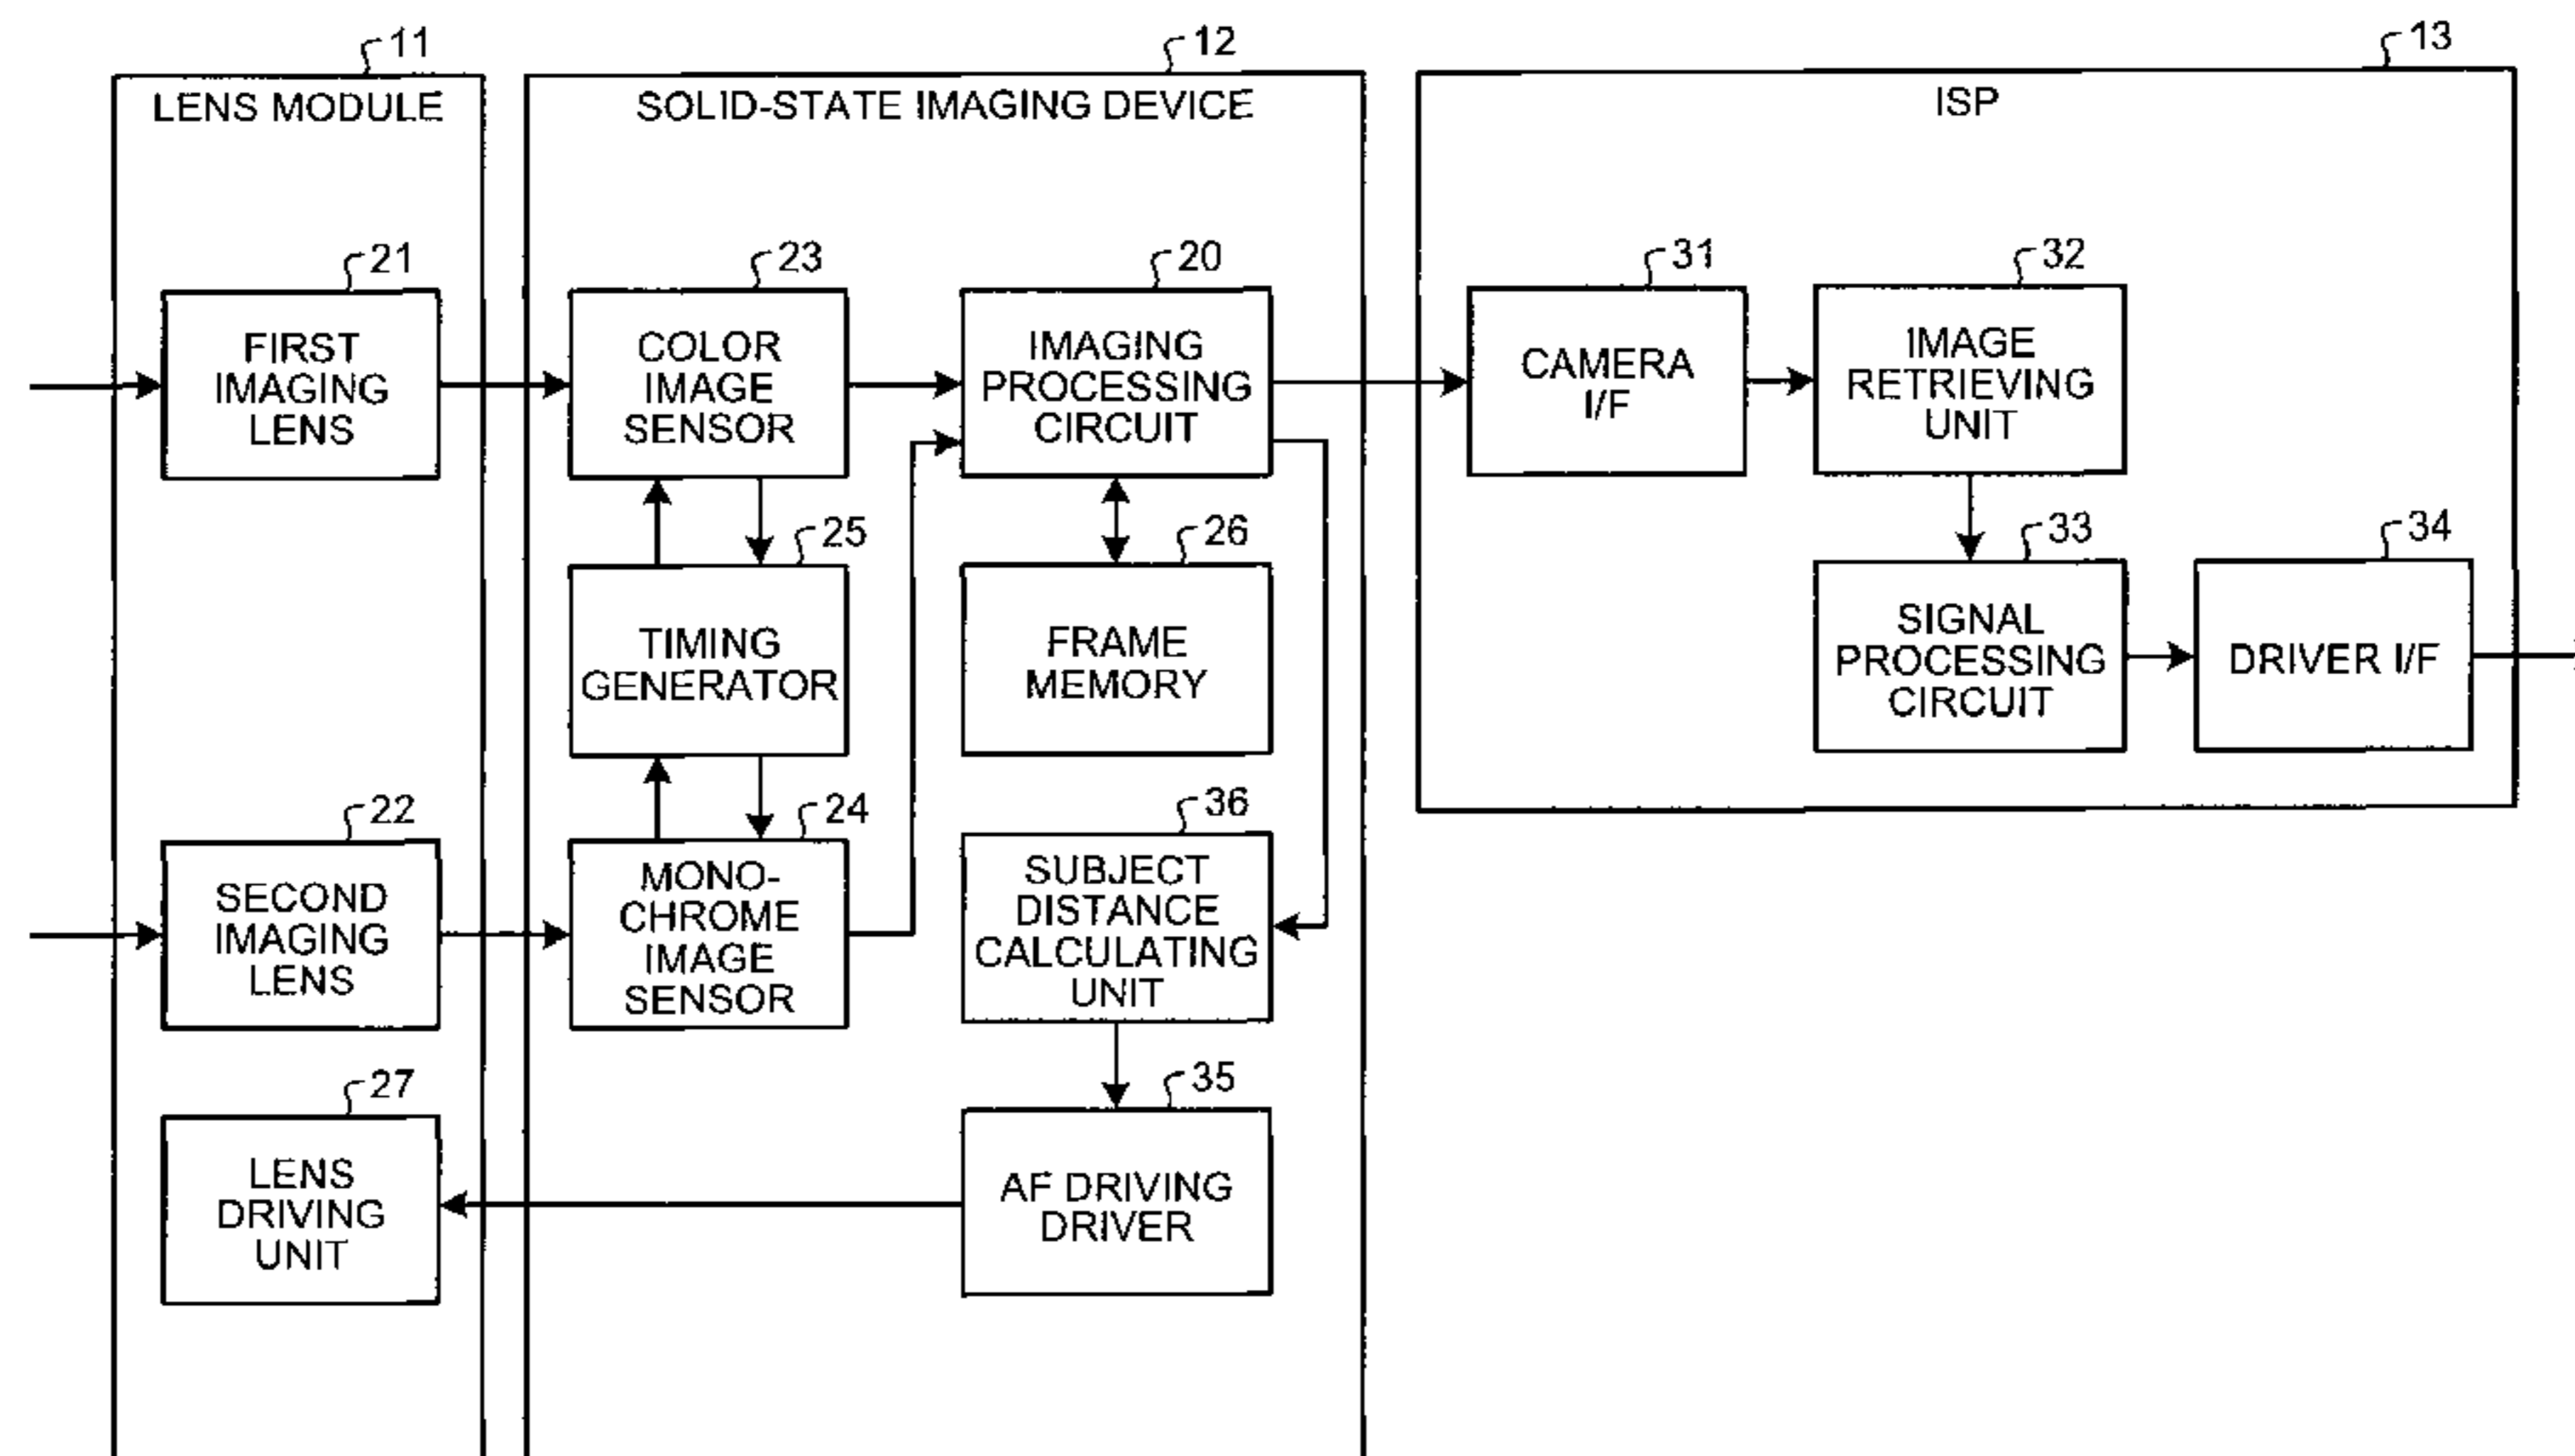 11
LENS MODULE
21
FIRST
IMAGING
LENS
22
SECOND
IMAGING
LENS
27
LENS
DRIVING
UNIT
12
SOLID-STATE IMAGING DEVICE
23
COLOR
IMAGE
SENSOR
20
IMAGING
PROCESSING
CIRCUIT
25
TIMING
GENERATOR
26
FRAME
MEMORY
24
MONO-
CHROME
IMAGE
SENSOR
36
SUBJECT
DISTANCE
CALCULATING
UNIT
35
AF DRIVING
DRIVER
13
ISP
31
CAMERA
I/F
32
IMAGE
RETRIEVING
UNIT
33
SIGNAL
PROCESSING
CIRCUIT
34
DRIVER I/F